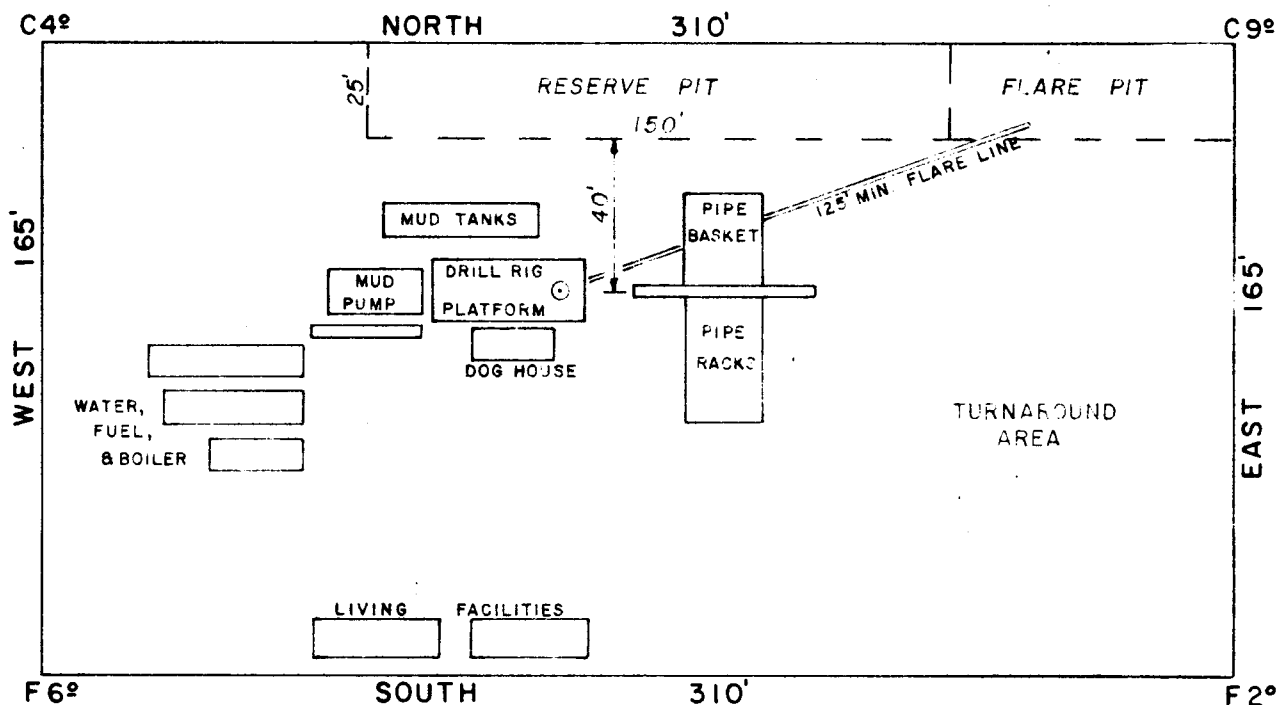 C4º NORTH 310' C9º
25'
RESERVE PIT
FLARE PIT
150'
125' MIN. FLARE LINE
40'
WEST 165'
MUD TANKS
PIPE
BASKET
MUD
PUMP
DRILL RIG
PLATFORM
165'
EAST
PIPE
RACKS
DOG HOUSE
WATER,
FUEL,
& BOILER
TURNAROUND
AREA
LIVING FACILITIES
F6º SOUTH 310' F2º